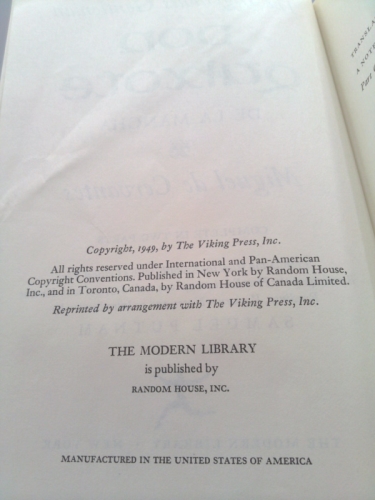 Copyright, 1949, by The Viking Press, Inc.
All rights reserved under International and Pan-American
Copyright Conventions. Published in New York by Random House,
Inc., and in Toronto, Canada, by Random House of Canada Limited.
Reprinted by arrangement with The Viking Press, Inc.
THE MODERN LIBRARY
is published by
RANDOM HOUSE, INC.
MANUFACTURED IN THE UNITED STATES OF AMERICA
TRANSLA
A NOTE
Part